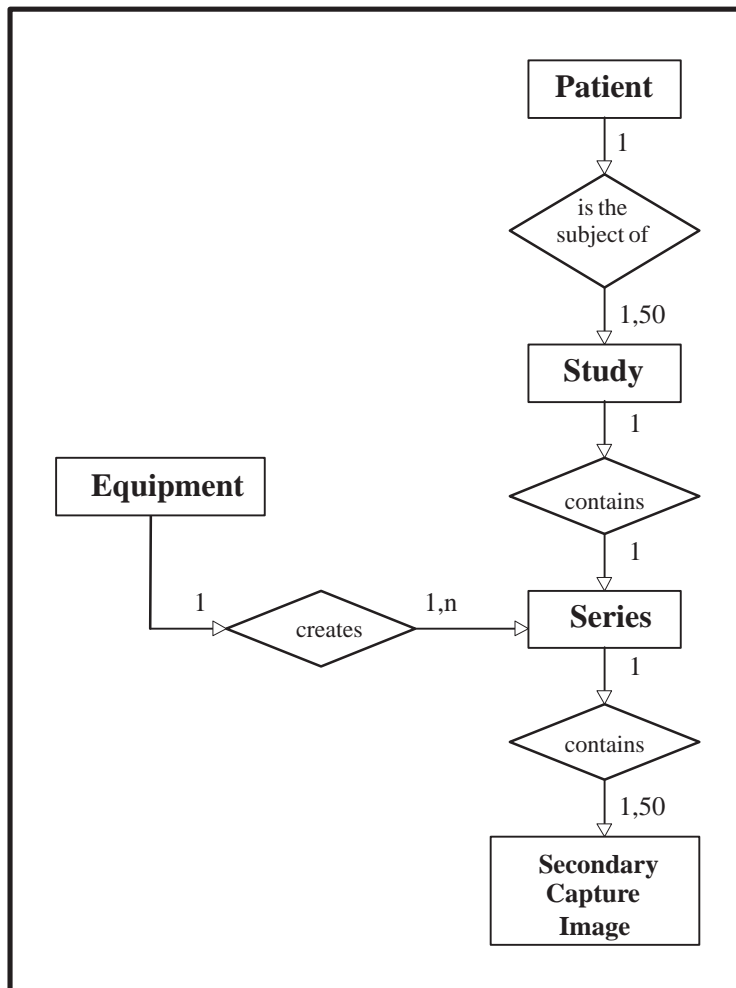 Patient
1
is the
subject of
1,50
Study
1
Equipment
contains
1
1
creates
1,n
Series
1
contains
1,50
Secondary
Capture
Image